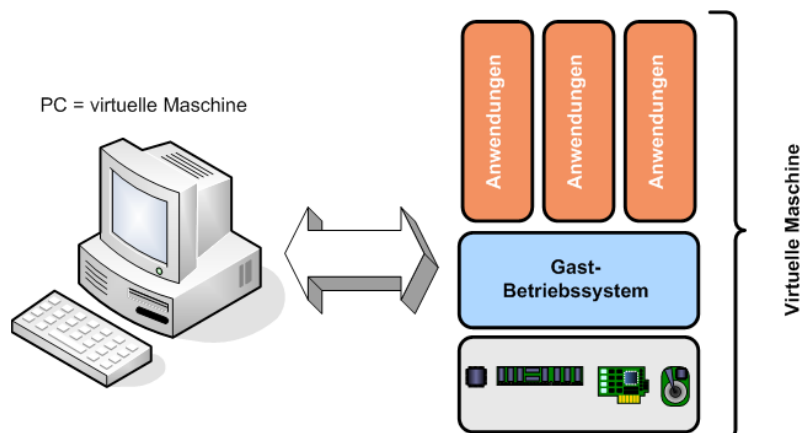 PC = virtuelle Maschine
Anwendungen
Anwendungen
Anwendungen
Gast-
Betriebssystem
Virtuelle Maschine